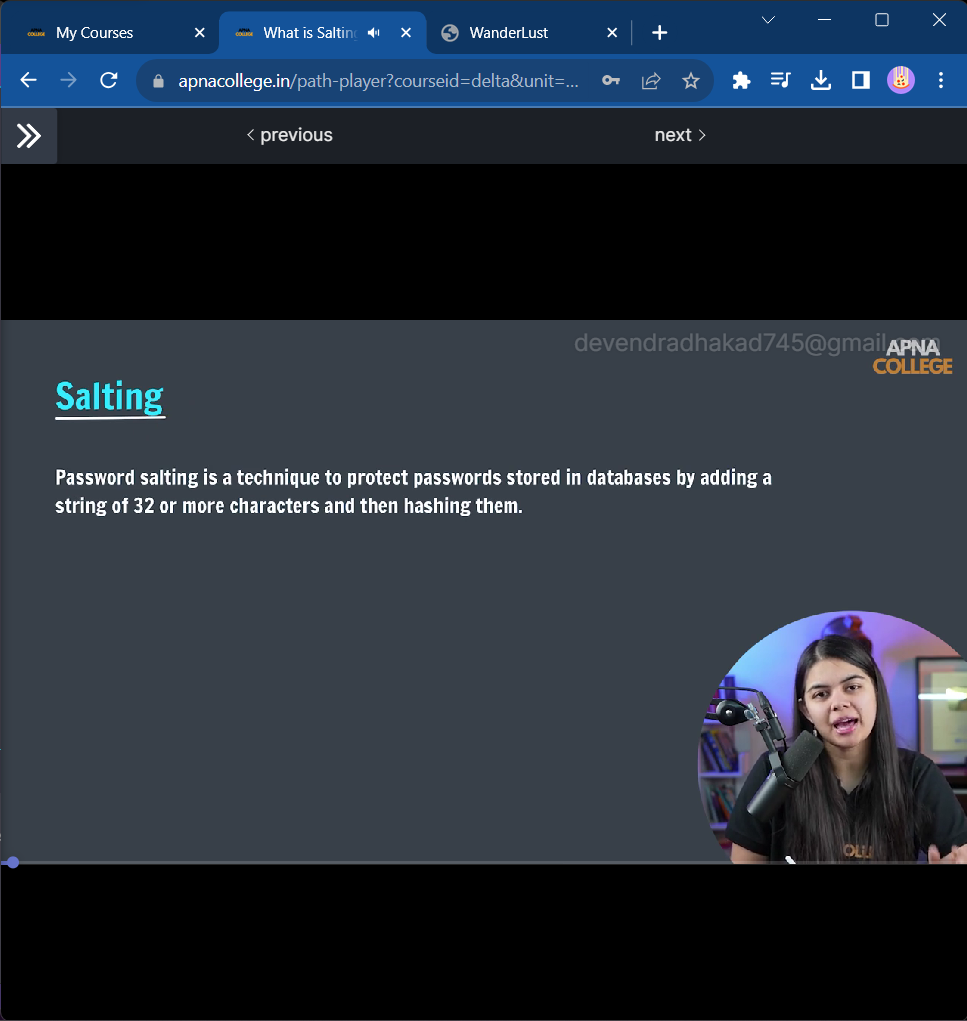 My Courses
What is Salting
WanderLust
apnacollege.in/path-player?courseid=delta&unit=...
previous
next
devendradhakad745@gmail
APNA
COLLEGE
Salting
Password salting is a technique to protect passwords stored in databases by adding a
string of 32 or more characters and then hashing them.